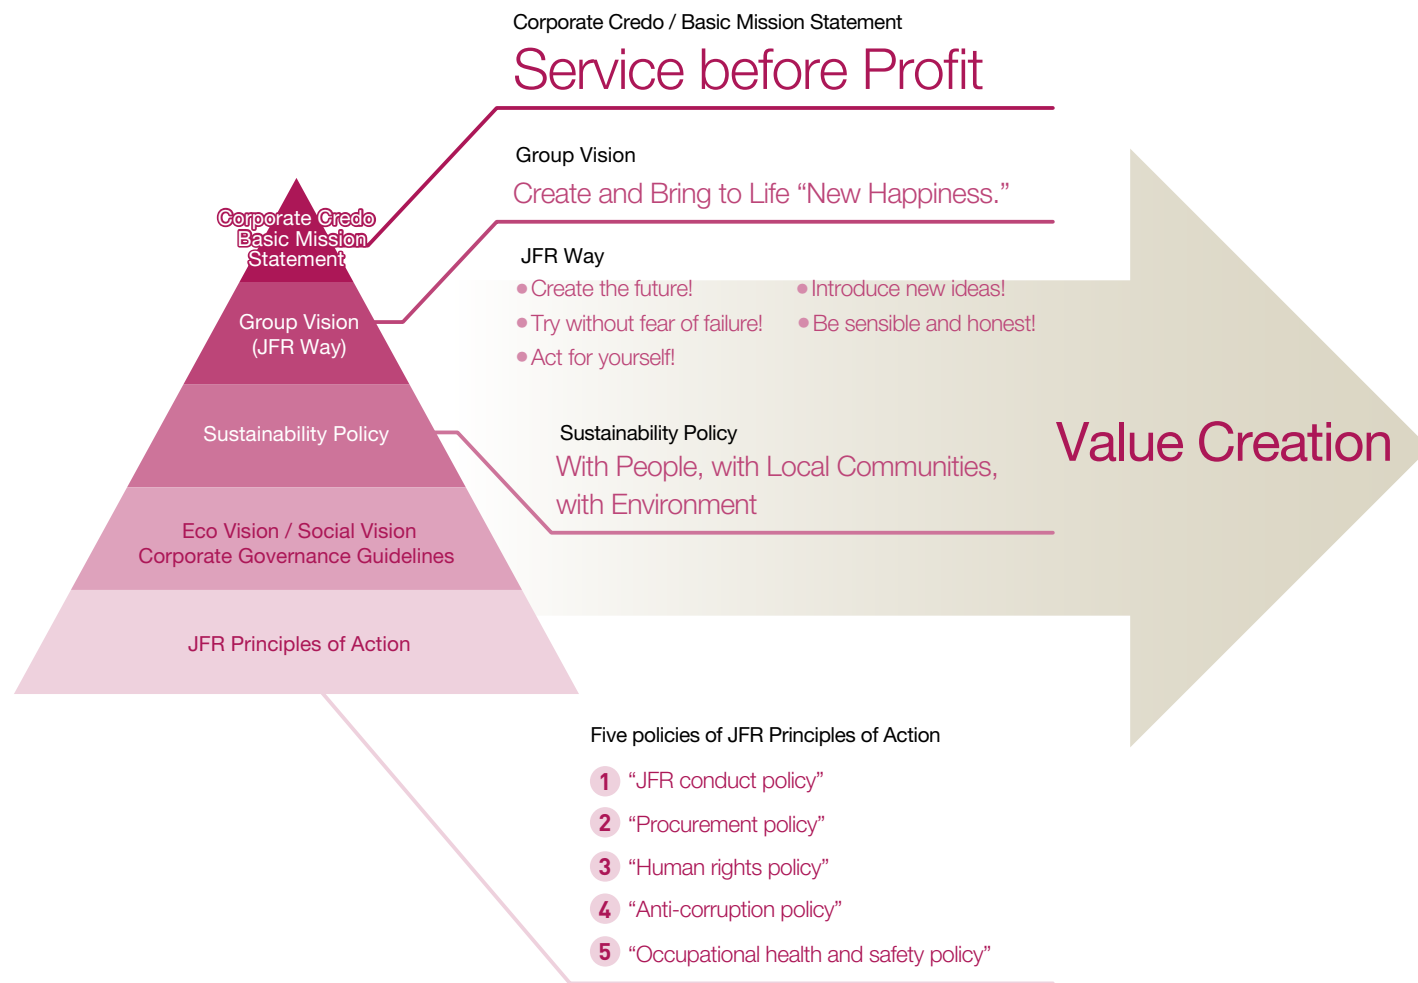 Corporate Credo / Basic Mission Statement
Service before Profit
Group Vision
Create and Bring to Life “New Happiness.”
JFR Way
• Create the future!
• Introduce new ideas!
• Try without fear of failure!
• Be sensible and honest!
• Act for yourself!
Corporate Credo
Basic Mission
Statement
Group Vision
(JFR Way)
Sustainability Policy
Eco Vision / Social Vision
Corporate Governance Guidelines
JFR Principles of Action
Sustainability Policy
With People, with Local Communities,
with Environment
Value Creation
Five policies of JFR Principles of Action
1 “JFR conduct policy”
2 “Procurement policy”
3 “Human rights policy”
4 “Anti-corruption policy”
5 “Occupational health and safety policy”